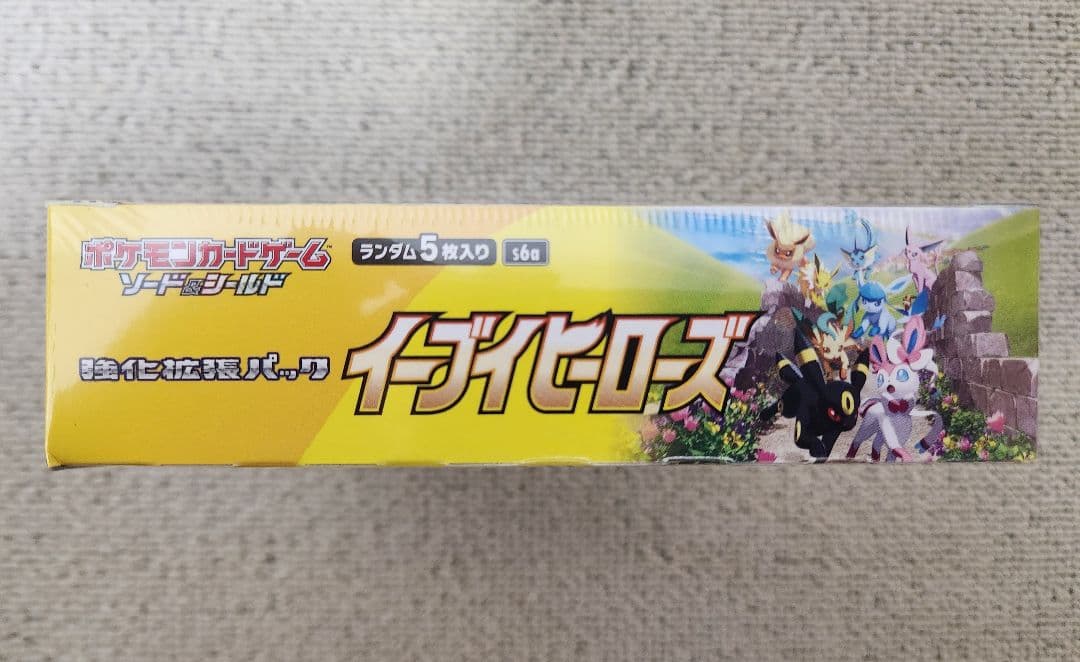 ポケモンカードゲーム
ソード&シールド
ランダム5枚入り s6a
強化拡張パック
イーブイヒーローズ